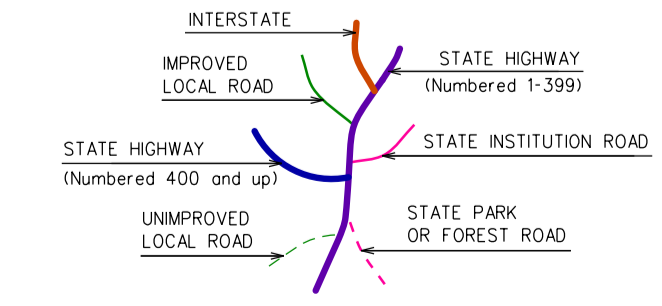 INTERSTATE
IMPROVED
LOCAL ROAD
STATE HIGHWAY
(Numbered 1-399)
STATE HIGHWAY
(Numbered 400 and up)
STATE INSTITUTION ROAD
UNIMPROVED
LOCAL ROAD
STATE PARK
OR FOREST ROAD